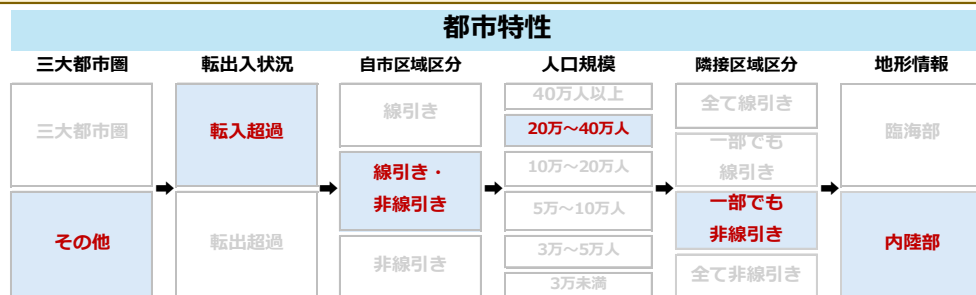 都市特性
三大都市圏
転出入状況
自市区域区分
人口規模
隣接区域区分
地形情報
三大都市圏
その他
転入超過
転出超過
線引き
線引き・
非線引き
非線引き
40万人以上
20万～40万人
10万～20万人
5万～10万人
3万～5万人
3万未満
全て線引き
一部でも
線引き
一部でも
非線引き
全て非線引き
臨海部
内陸部